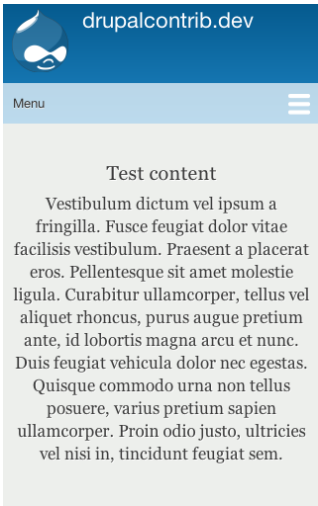 drupalcontrib.dev
Menu
Test content
Vestibulum dictum vel ipsum a
fringilla. Fusce feugiat dolor vitae
facilisis vestibulum. Praesent a placerat
eros. Pellentesque sit amet molestie
ligula. Curabitur ullamcorper, tellus vel
aliquet rhoncus, purus augue pretium
ante, id lobortis magna arcu et nunc.
Duis feugiat vehicula dolor nec egestas.
Quisque commodo urna non tellus
posuere, varius pretium sapien
ullamcorper. Proin odio justo, ultricies
vel nisi in, tincidunt feugiat sem.